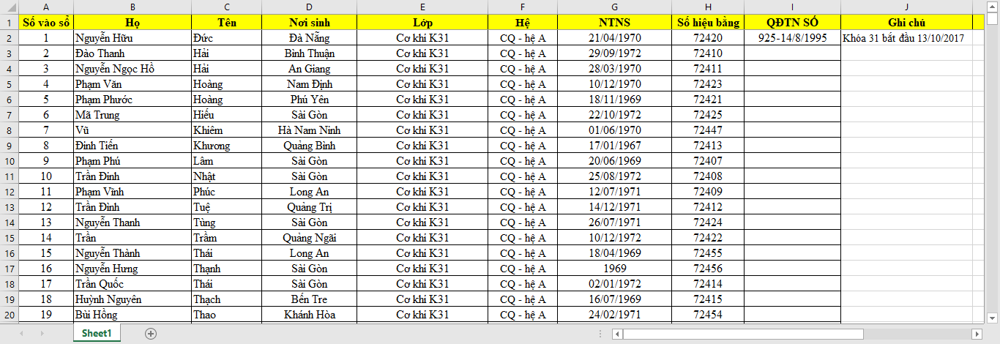 A B C D E F G H I J
1 Số vào sổ Họ Tên Nơi sinh Lớp Hệ NTNS Số hiệu bằng QĐTN SỐ Ghi chú
2 1 Nguyễn Hữu Đức Đà Nẵng Cơ khí K31 CQ - hệ A 21/04/1970 72420 925-14/8/1995 Khóa 31 bắt đầu 13/10/2017
3 2 Đào Thanh Hải Bình Thuận Cơ khí K31 CQ - hệ A 29/09/1972 72410
4 3 Nguyễn Ngọc Hồ Hải An Giang Cơ khí K31 CQ - hệ A 28/03/1970 72411
5 4 Phạm Văn Hoàng Nam Định Cơ khí K31 CQ - hệ A 10/12/1970 72423
6 5 Phạm Phước Hoàng Phú Yên Cơ khí K31 CQ - hệ A 18/11/1969 72421
7 6 Mã Trung Hiếu Sài Gòn Cơ khí K31 CQ - hệ A 22/10/1972 72425
8 7 Vũ Khiêm Hà Nam Ninh Cơ khí K31 CQ - hệ A 01/06/1970 72447
9 8 Đinh Tiến Khương Quảng Bình Cơ khí K31 CQ - hệ A 17/01/1967 72413
10 9 Phạm Phú Lâm Sài Gòn Cơ khí K31 CQ - hệ A 20/06/1969 72407
11 10 Trần Đinh Nhật Sài Gòn Cơ khí K31 CQ - hệ A 25/08/1972 72408
12 11 Phạm Vĩnh Phúc Long An Cơ khí K31 CQ - hệ A 12/07/1971 72409
13 12 Trần Đình Tuệ Quảng Trị Cơ khí K31 CQ - hệ A 14/12/1971 72412
14 13 Nguyễn Thanh Tùng Sài Gòn Cơ khí K31 CQ - hệ A 26/07/1971 72424
15 14 Trần Trầm Quảng Ngãi Cơ khí K31 CQ - hệ A 10/12/1972 72422
16 15 Nguyễn Thành Thái Long An Cơ khí K31 CQ - hệ A 18/04/1969 72455
17 16 Nguyễn Hưng Thạnh Sài Gòn Cơ khí K31 CQ - hệ A 1969 72456
18 17 Trần Quốc Thái Sài Gòn Cơ khí K31 CQ - hệ A 02/01/1972 72414
19 18 Huỳnh Nguyên Thạch Bến Tre Cơ khí K31 CQ - hệ A 16/07/1969 72415
20 19 Bùi Hồng Thao Khánh Hòa Cơ khí K31 CQ - hệ A 24/02/1971 72454
Sheet1